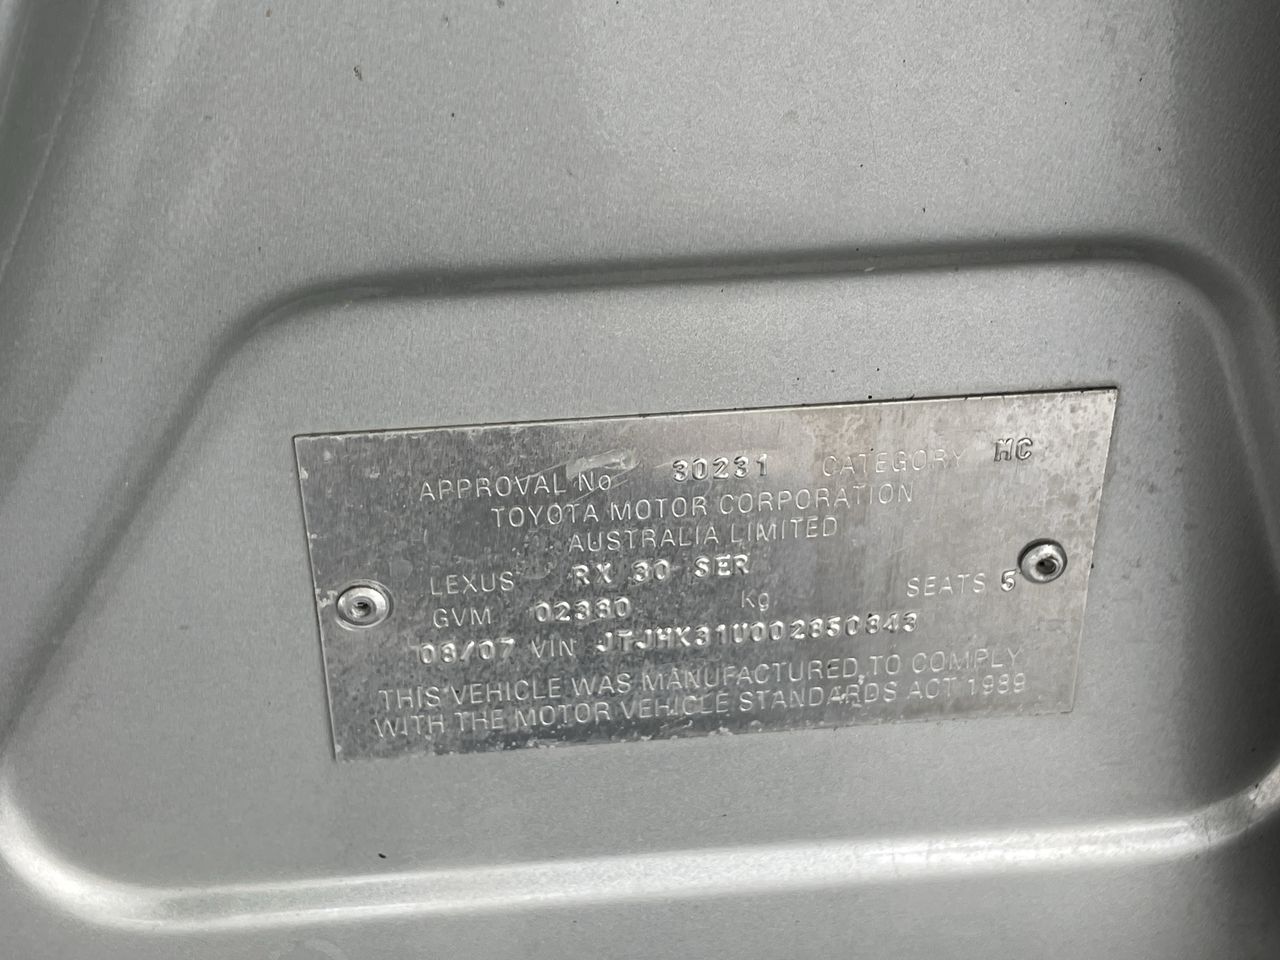 APPROVAL No 30231 CATEGORY MC
TOYOTA MOTOR CORPORATION
AUSTRALIA LIMITED
LEXUS RX 30 SER
GVM 02380 Kg SEATS 5
08/07 VIN JTJHK31U002850843
THIS VEHICLE WAS MANUFACTURED TO COMPLY
WITH THE MOTOR VEHICLE STANDARDS ACT 1989